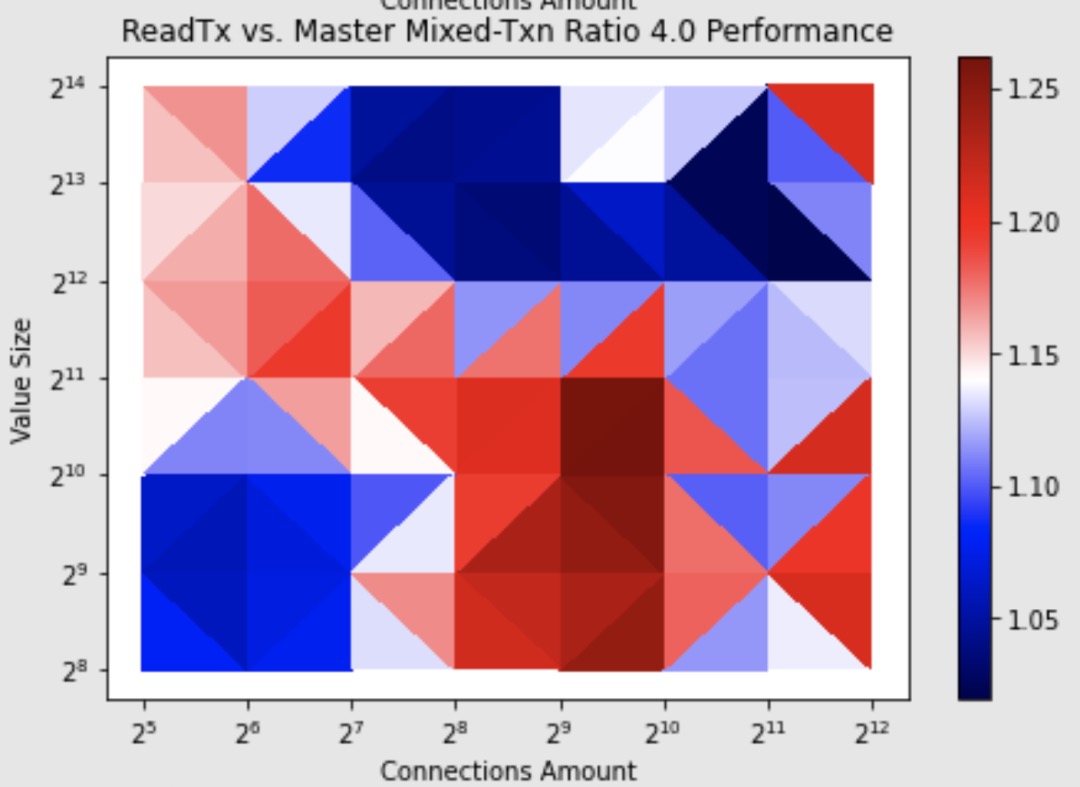 Connections Amount
ReadTx vs. Master Mixed-Txn Ratio 4.0 Performance
2¹⁴
2¹³
2¹²
2¹¹
2¹⁰
2⁹
2⁸
Value Size
2⁵ 2⁶ 2⁷ 2⁸ 2⁹ 2¹⁰ 2¹¹ 2¹²
Connections Amount
1.25
1.20
1.15
1.10
1.05